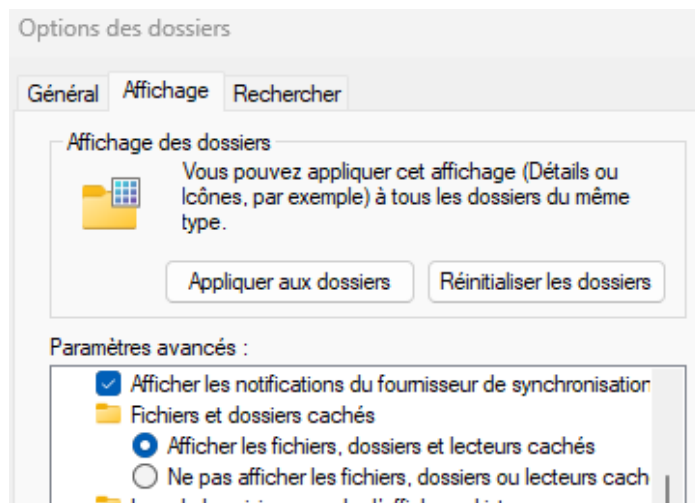 Options des dossiers
Général Affichage Rechercher
Affichage des dossiers
Vous pouvez appliquer cet affichage (Détails ou
Icônes, par exemple) à tous les dossiers du même
type.
Appliquer aux dossiers Réinitialiser les dossiers
Paramètres avancés :
Afficher les notifications du fournisseur de synchronisation
Fichiers et dossiers cachés
Afficher les fichiers, dossiers et lecteurs cachés
Ne pas afficher les fichiers, dossiers ou lecteurs cach